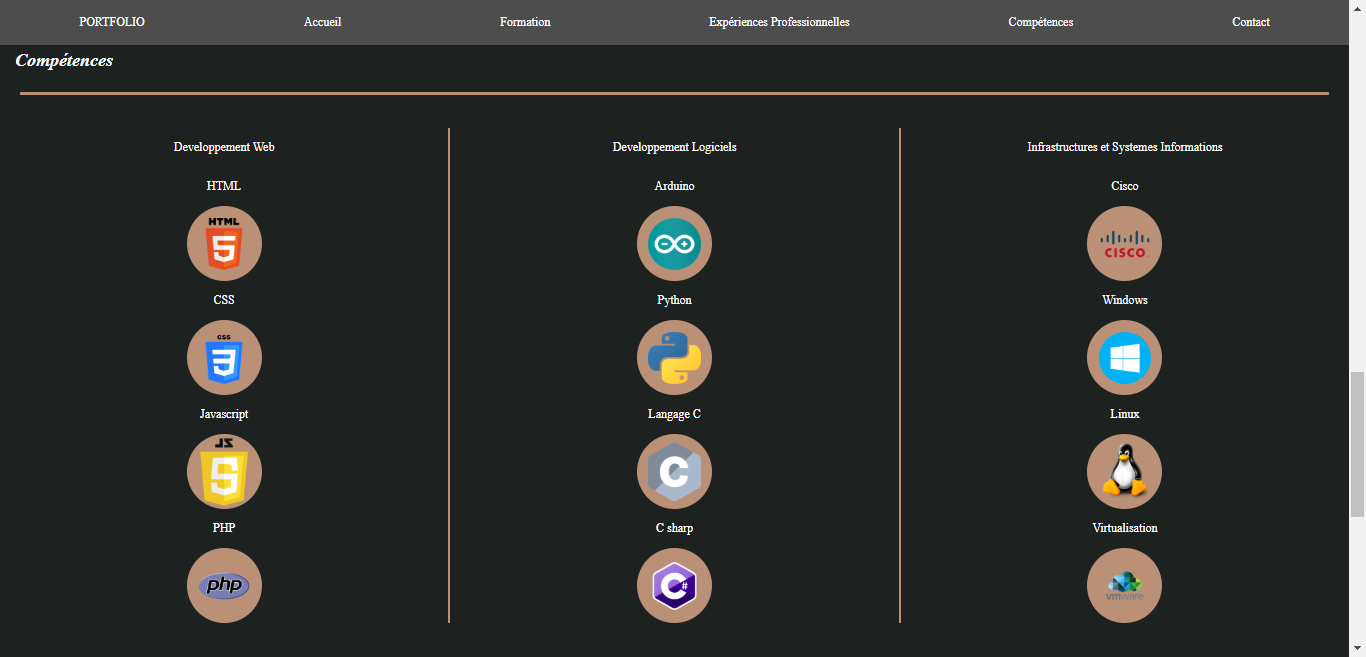 PORTFOLIO Accueil Formation Expériences Professionnelles Compétences Contact
Compétences
Developpement Web
HTML
HTML
5
CSS
CSS
3
Javascript
JS
5
PHP
php
Developpement Logiciels
Arduino
Python
Langage C
C
C sharp
C#
Infrastructures et Systemes Informations
Cisco
CISCO
Windows
Linux
Virtualisation
vmware